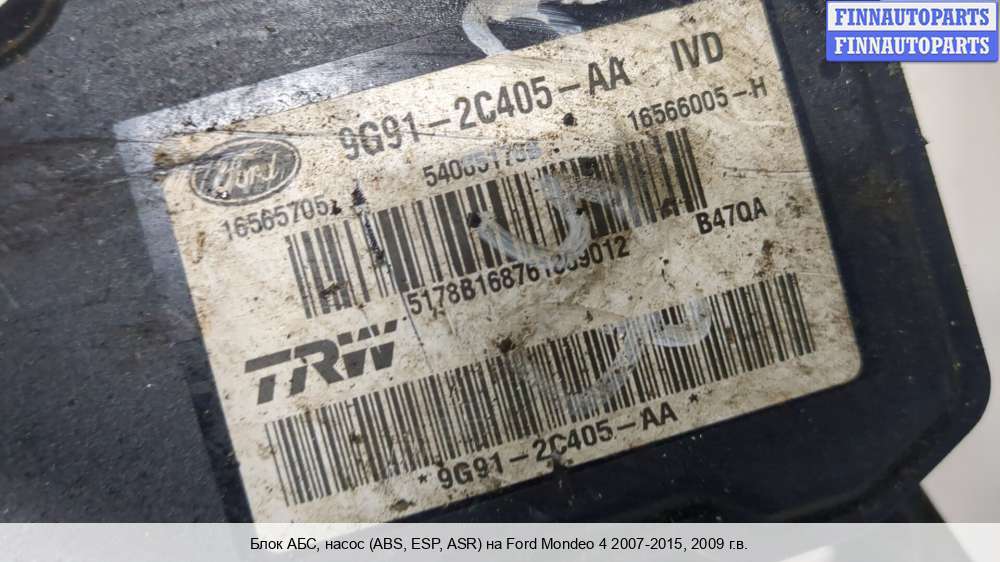 FINNAUTOPARTS
FINNAUTOPARTS
9G91-2C405-AA IVD
Ford
16566005-H
16565705
B47QA
TRW
* 9G91-2C405-AA *
Блок АБС, насос (ABS, ESP, ASR) на Ford Mondeo 4 2007-2015, 2009 г.в.